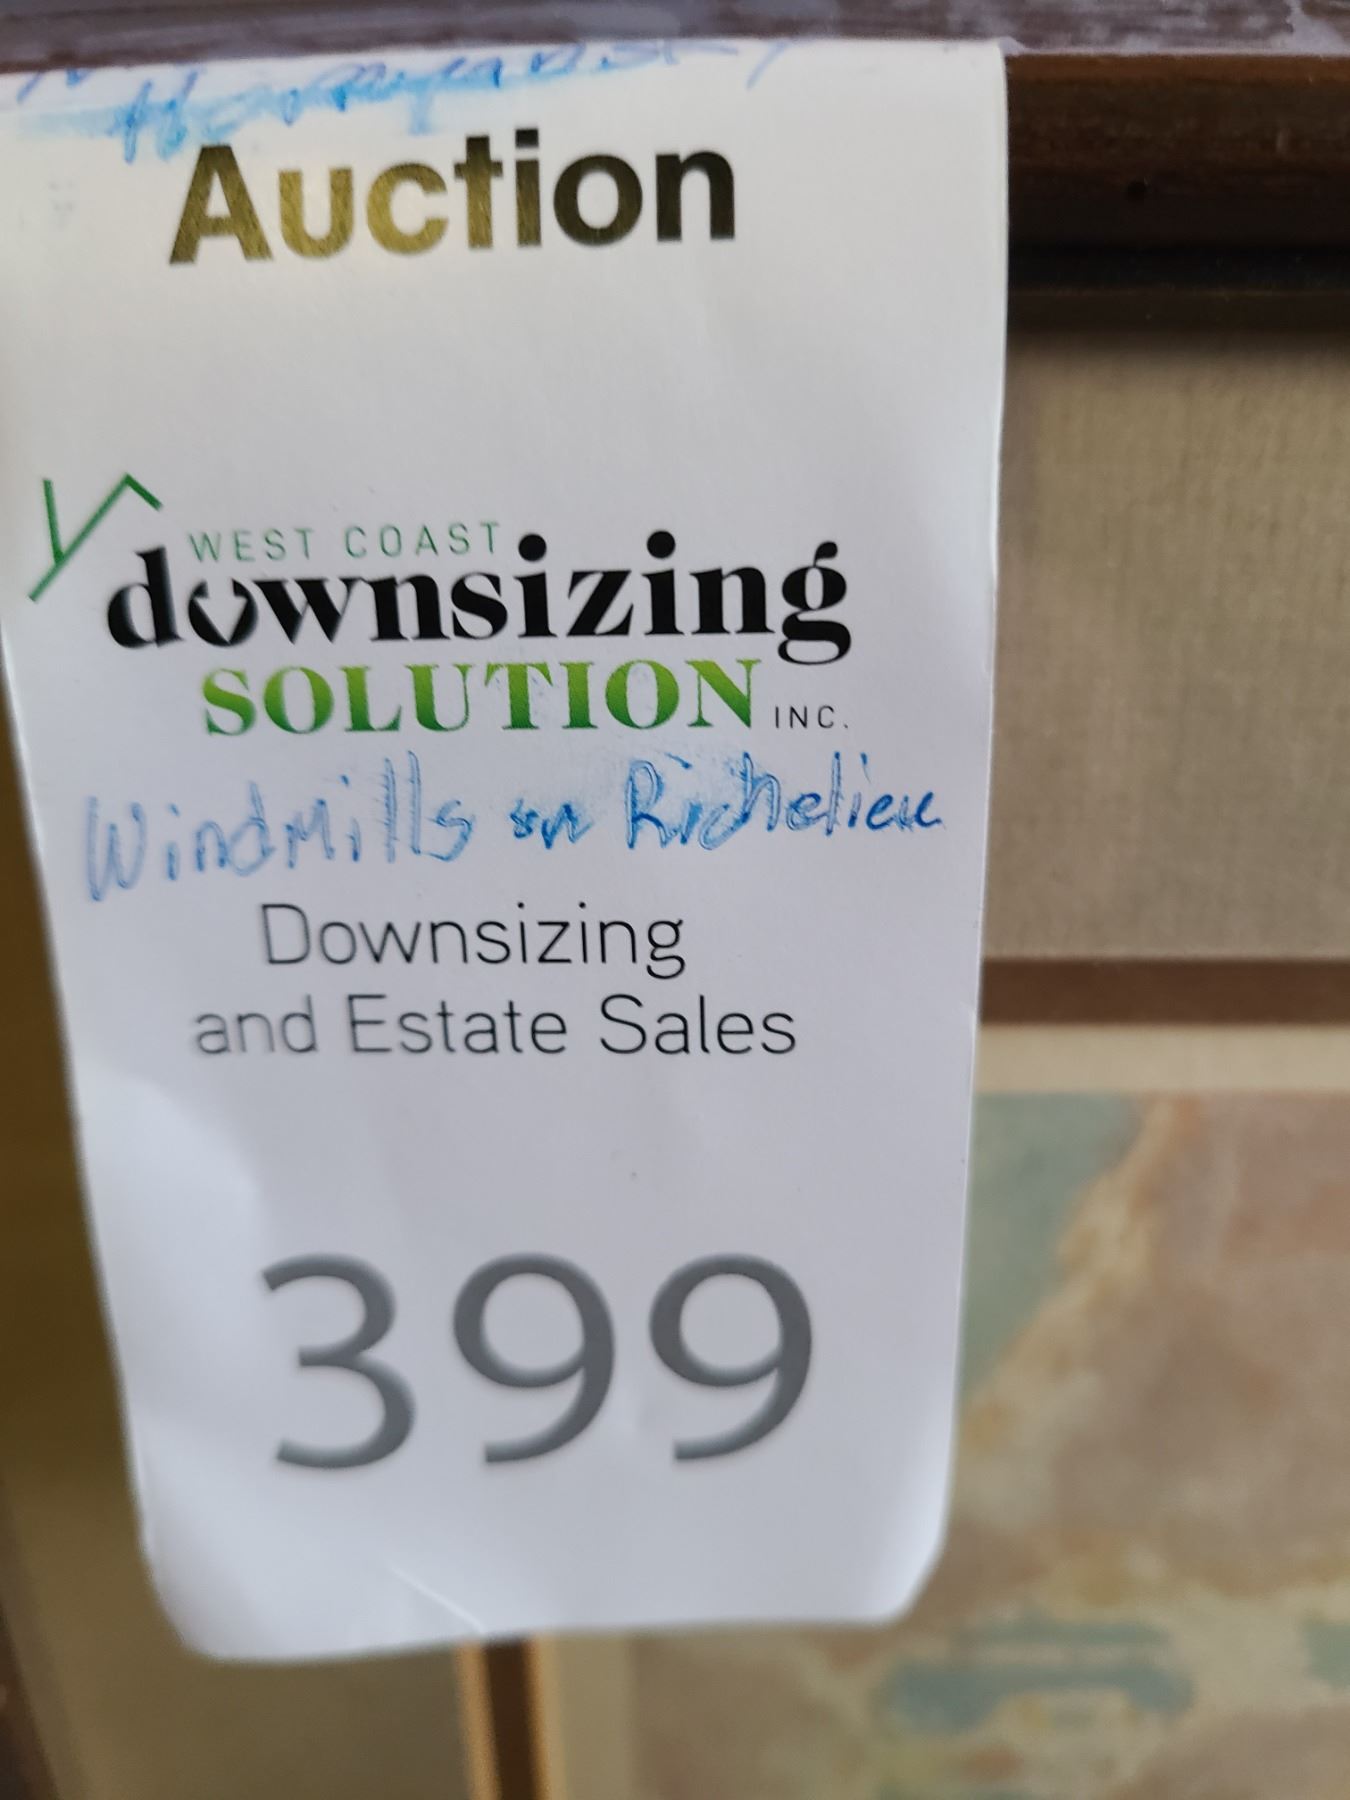 Auction
WEST COAST
downsizing
SOLUTION INC.
Windmills on Richelieu
Downsizing
and Estate Sales
399